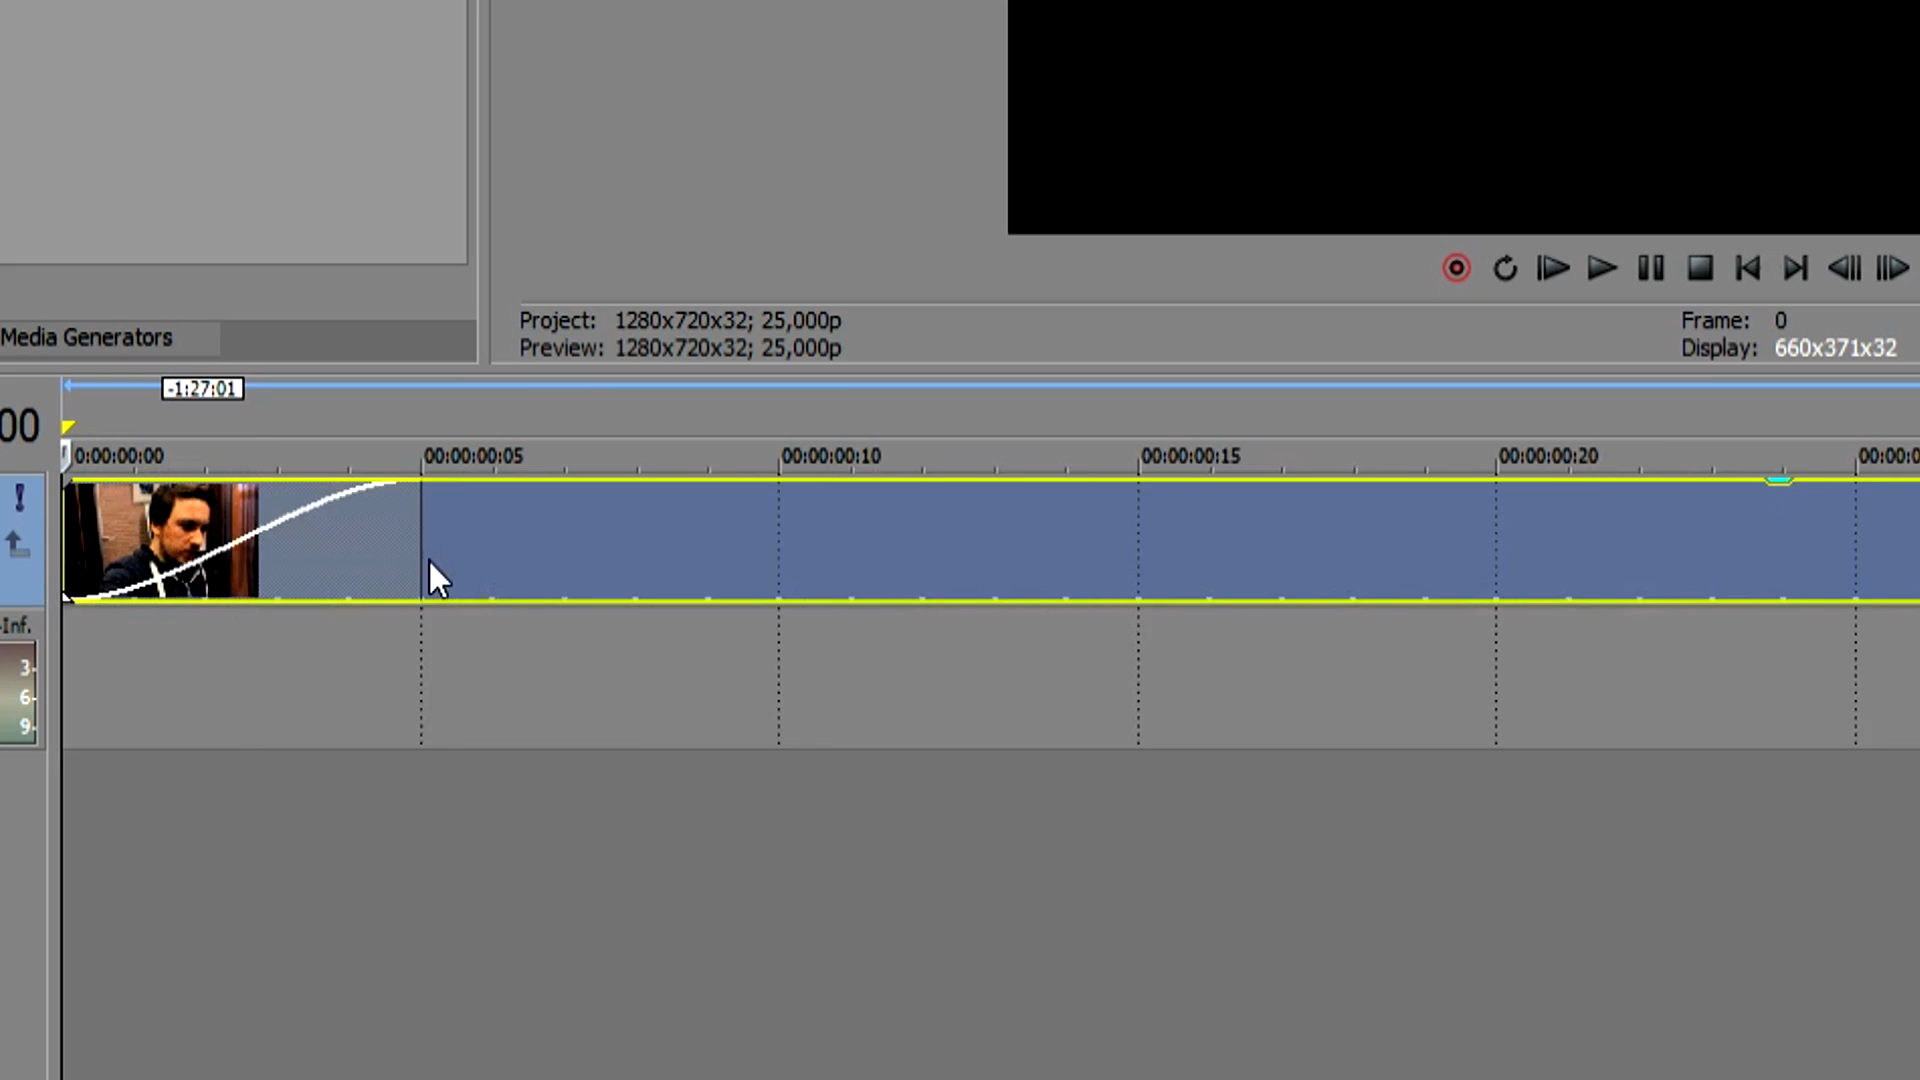 Media Generators
Project: 1280x720x32; 25,000p
Preview: 1280x720x32; 25,000p
Frame: 0
Display: 660x371x32
-1:27:01
00
0:00:00:00
00:00:00:05
00:00:00:10
00:00:00:15
00:00:00:20
00:00:0
-Inf.
3-
6-
9-